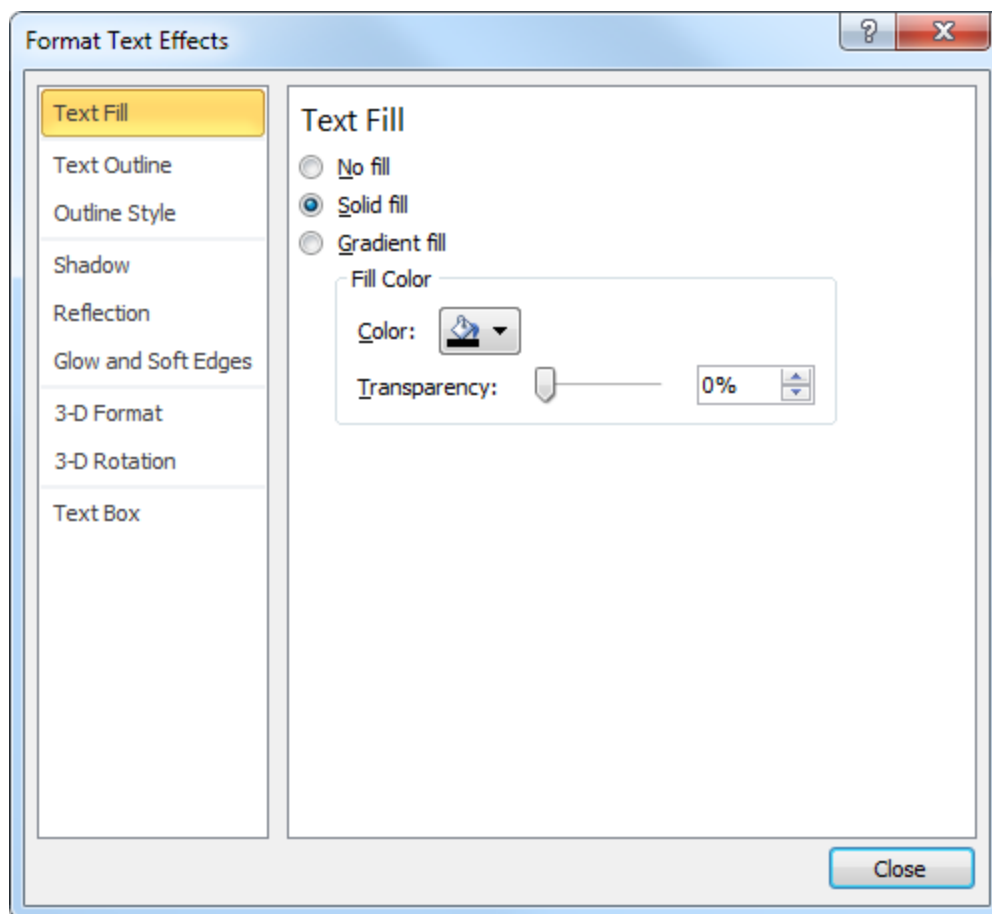 Format Text Effects
Text Fill
Text Outline
Outline Style
Shadow
Reflection
Glow and Soft Edges
3-D Format
3-D Rotation
Text Box
Text Fill
No fill
Solid fill
Gradient fill
Fill Color
Color:
Transparency: 0%
Close